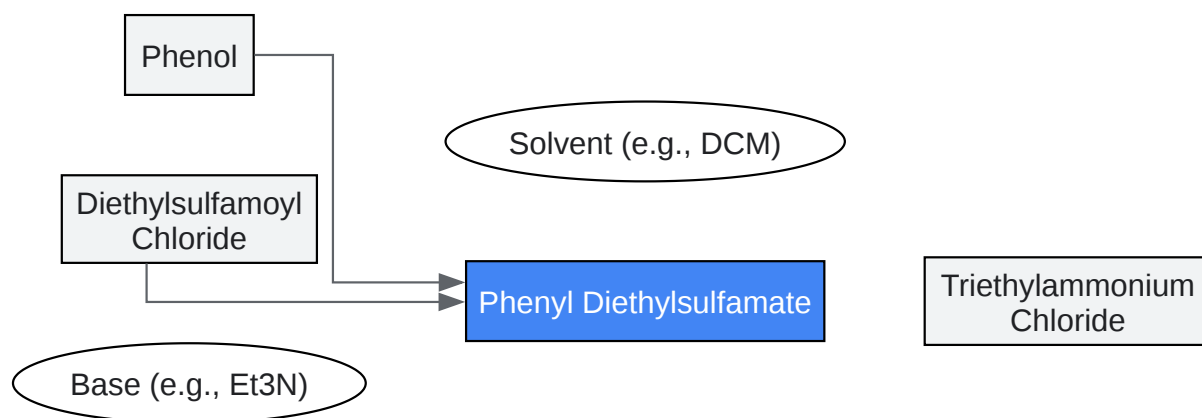 Phenol
Solvent (e.g., DCM)
Diethylsulfamoyl
Chloride
Phenyl Diethylsulfamate
Triethylammonium
Chloride
Base (e.g., Et3N)